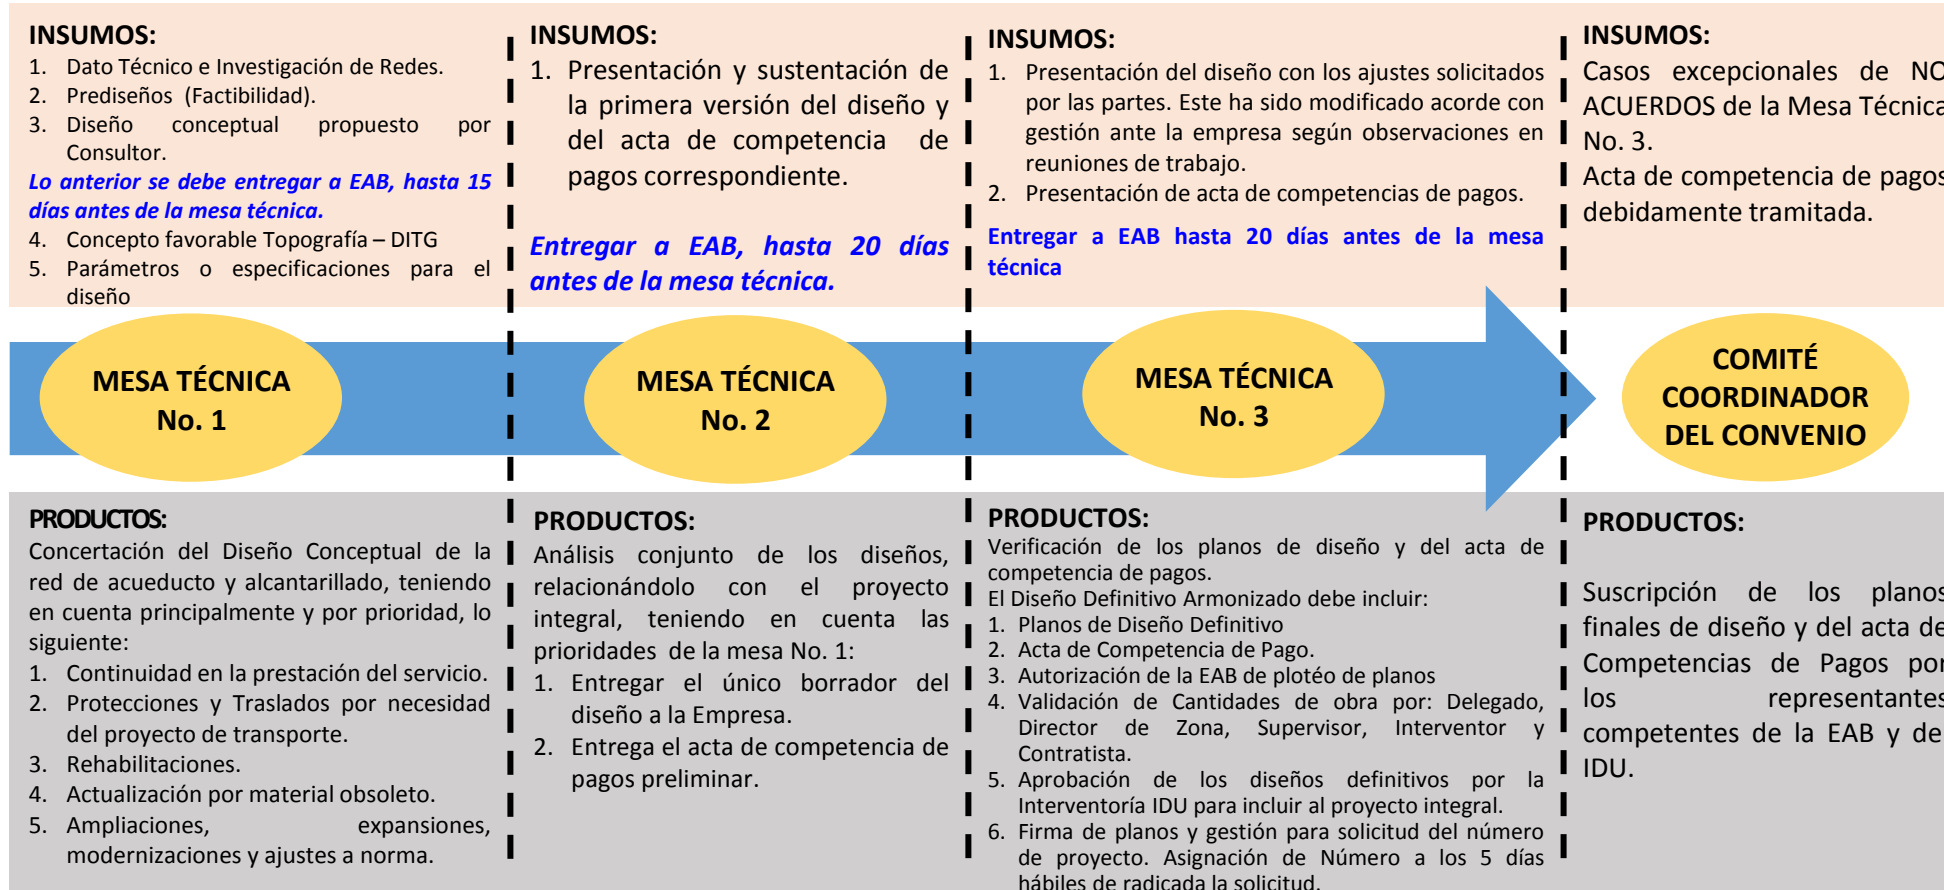 INSUMOS:
1. Dato Técnico e Investigación de Redes.
2. Prediseños (Factibilidad).
3. Diseño conceptual propuesto por
Consultor.
Lo anterior se debe entregar a EAB, hasta 15
días antes de la mesa técnica.
4. Concepto favorable Topografía – DITG
5. Parámetros o especificaciones para el
diseño
INSUMOS:
1. Presentación y sustentación de
la primera versión del diseño y
del acta de competencia de
pagos correspondiente.
Entregar a EAB, hasta 20 días
antes de la mesa técnica.
INSUMOS:
1. Presentación del diseño con los ajustes solicitados
por las partes. Este ha sido modificado acorde con
gestión ante la empresa según observaciones en
reuniones de trabajo.
2. Presentación de acta de competencias de pagos.
Entregar a EAB hasta 20 días antes de la mesa
técnica
INSUMOS:
Casos excepcionales de NO
ACUERDOS de la Mesa Técnica
No. 3.
Acta de competencia de pagos
debidamente tramitada.
MESA TÉCNICA
No. 1
MESA TÉCNICA
No. 2
MESA TÉCNICA
No. 3
COMITÉ
COORDINADOR
DEL CONVENIO
PRODUCTOS:
Concertación del Diseño Conceptual de la
red de acueducto y alcantarillado, teniendo
en cuenta principalmente y por prioridad, lo
siguiente:
1. Continuidad en la prestación del servicio.
2. Protecciones y Traslados por necesidad
del proyecto de transporte.
3. Rehabilitaciones.
4. Actualización por material obsoleto.
5. Ampliaciones, expansiones,
modernizaciones y ajustes a norma.
PRODUCTOS:
Análisis conjunto de los diseños,
relacionándolo con el proyecto
integral, teniendo en cuenta las
prioridades de la mesa No. 1:
1. Entregar el único borrador del
diseño a la Empresa.
2. Entrega el acta de competencia de
pagos preliminar.
PRODUCTOS:
Verificación de los planos de diseño y del acta de
competencia de pagos.
El Diseño Definitivo Armonizado debe incluir:
1. Planos de Diseño Definitivo
2. Acta de Competencia de Pago.
3. Autorización de la EAB de plotéo de planos
4. Validación de Cantidades de obra por: Delegado,
Director de Zona, Supervisor, Interventor y
Contratista.
5. Aprobación de los diseños definitivos por la
Interventoría IDU para incluir al proyecto integral.
6. Firma de planos y gestión para solicitud del número
de proyecto. Asignación de Número a los 5 días
hábiles de radicada la solicitud.
PRODUCTOS:
Suscripción de los planos
finales de diseño y del acta de
Competencias de Pagos por
los representantes
competentes de la EAB y del
IDU.